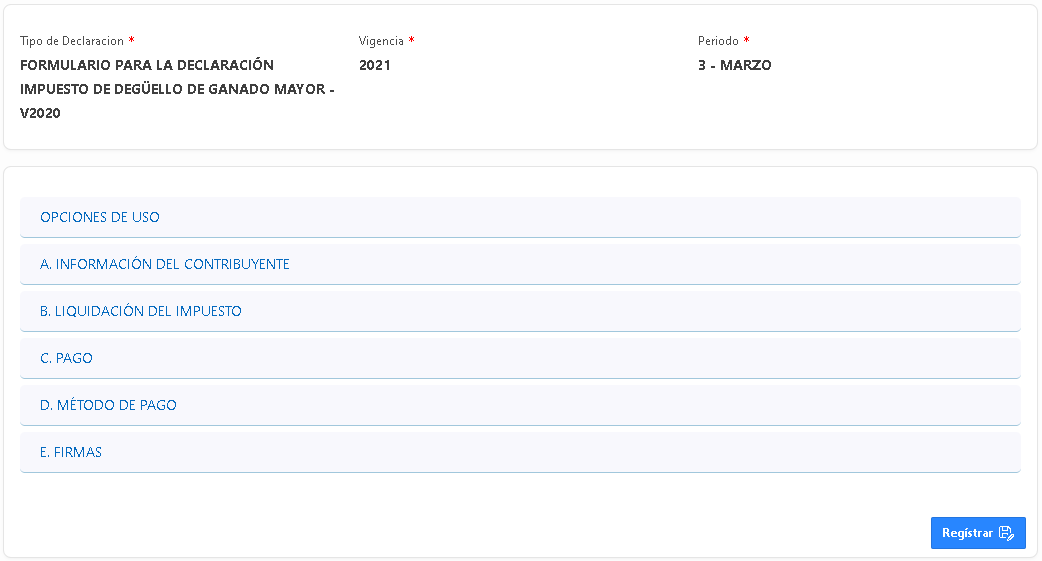 Tipo de Declaracion *
Vigencia *
Periodo *
FORMULARIO PARA LA DECLARACIÓN
IMPUESTO DE DEGÜELLO DE GANADO MAYOR -
V2020
2021
3 - MARZO
OPCIONES DE USO
A. INFORMACIÓN DEL CONTRIBUYENTE
B. LIQUIDACIÓN DEL IMPUESTO
C. PAGO
D. MÉTODO DE PAGO
E. FIRMAS
Regístrar